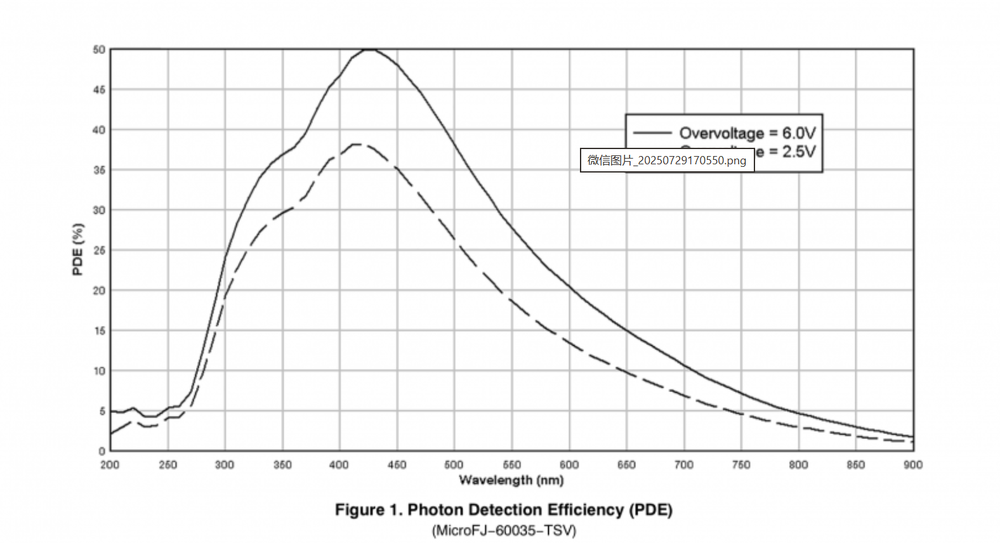 50
45
40
35
30
25
20
15
10
5
0
PDE (%)
200 250 300 350 400 450 500 550 600 650 700 750 800 850 900
Wavelength (nm)
Overvoltage = 6.0V
= 2.5V
微信图片_20250729170550.png
Figure 1. Photon Detection Efficiency (PDE)
(MicroFJ–60035–TSV)